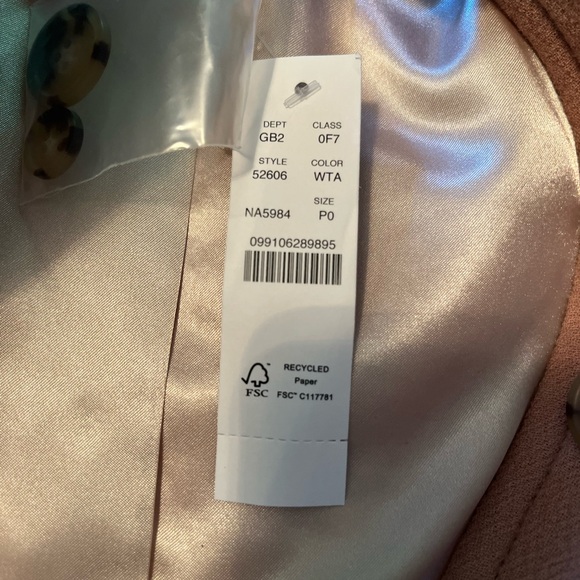 DEPT CLASS
GB2 0F7
STYLE COLOR
52606 WTA
SIZE
NA5984 P0
099106289895
RECYCLED
Paper
FSC™ C117781
FSC